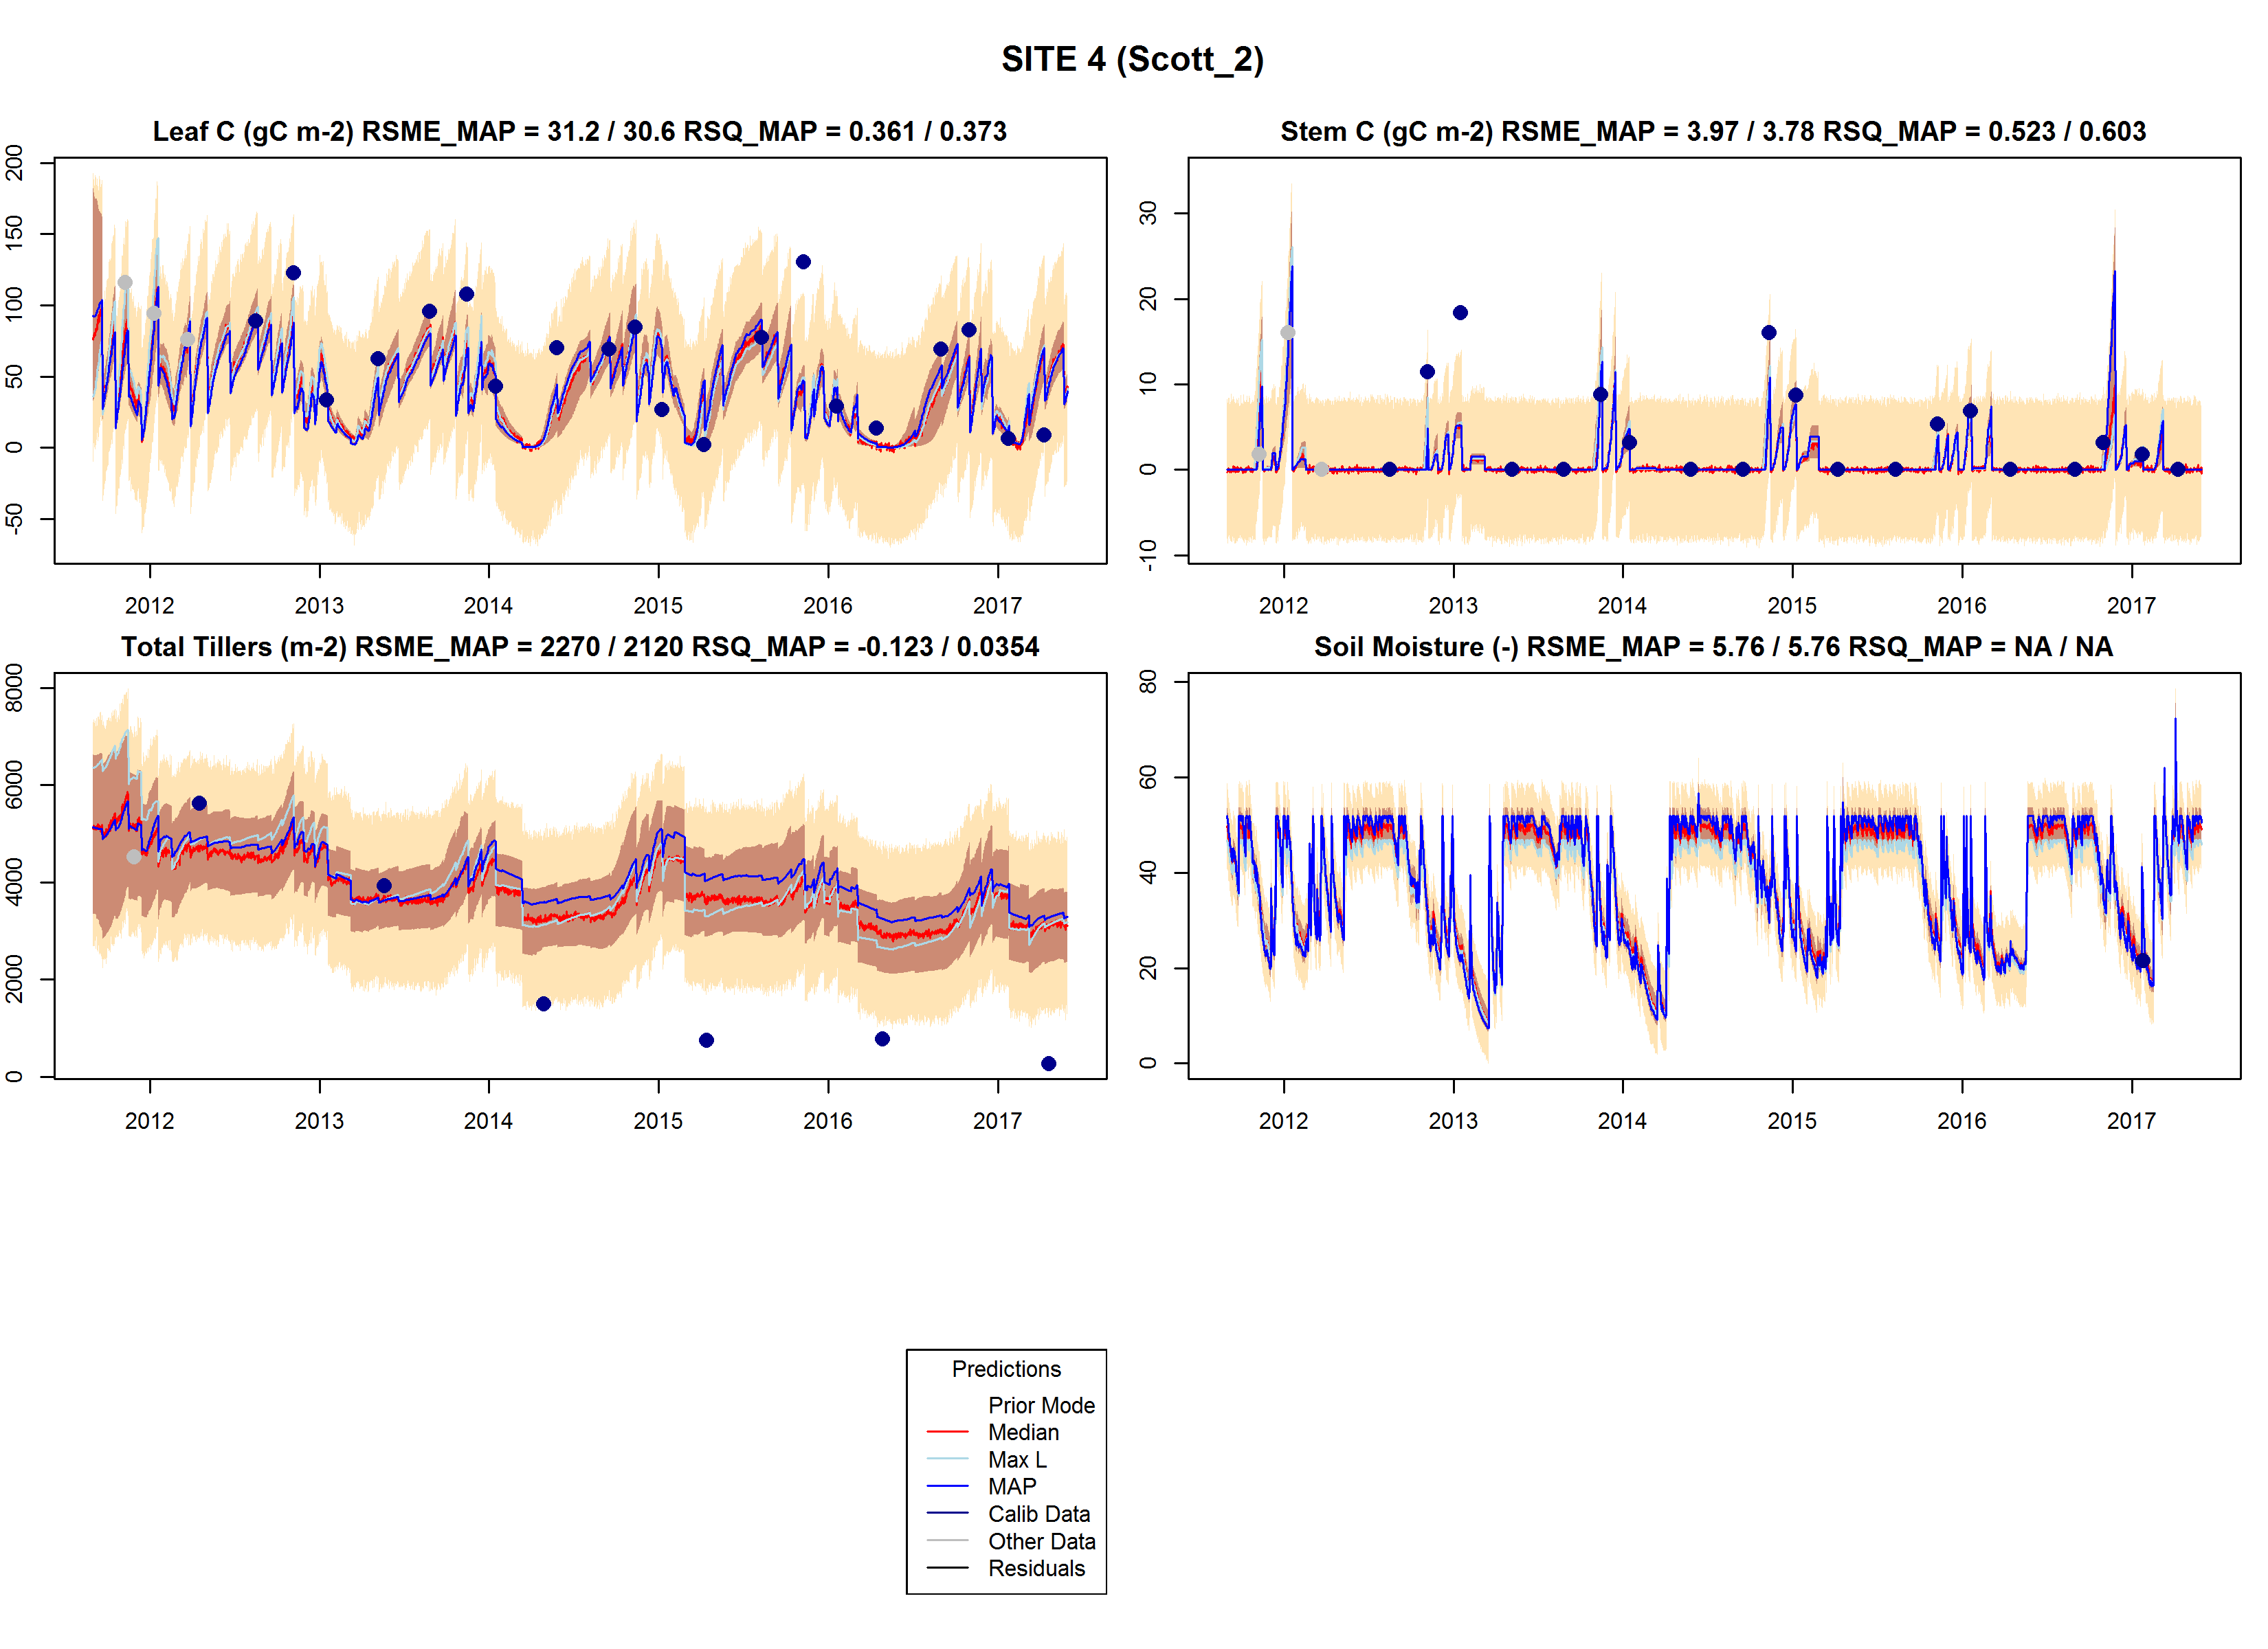 SITE 4 (Scott_2)
Leaf C (gC m-2) RSME_MAP = 31.2 / 30.6 RSQ_MAP = 0.361 / 0.373
200
150
100
50
0
-50
2012 2013 2014 2015 2016 2017
Stem C (gC m-2) RSME_MAP = 3.97 / 3.78 RSQ_MAP = 0.523 / 0.603
30
20
10
0
-10
2012 2013 2014 2015 2016 2017
Total Tillers (m-2) RSME_MAP = 2270 / 2120 RSQ_MAP = -0.123 / 0.0354
8000
6000
4000
2000
0
2012 2013 2014 2015 2016 2017
Soil Moisture (-) RSME_MAP = 5.76 / 5.76 RSQ_MAP = NA / NA
80
60
40
20
0
2012 2013 2014 2015 2016 2017
Predictions
Prior Mode
Median
Max L
MAP
Calib Data
Other Data
Residuals